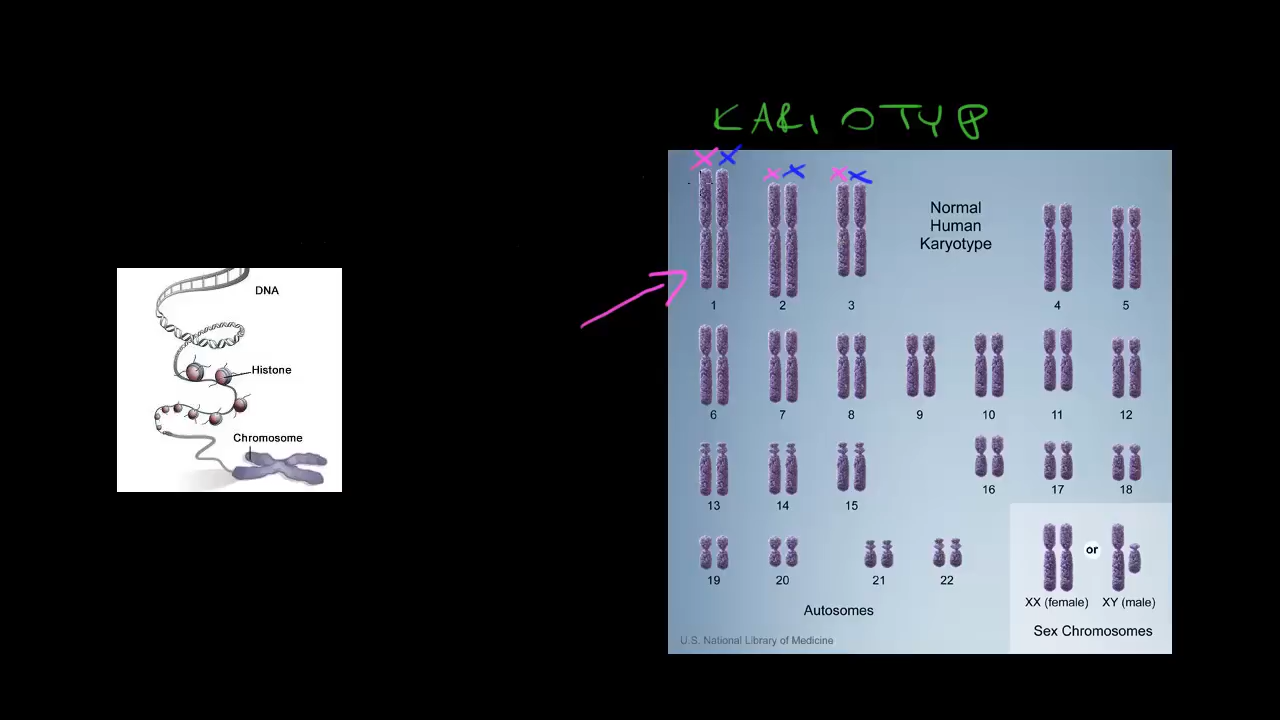 KARIOTYP
Normal
Human
Karyotype
1 2 3 4 5
6 7 8 9 10 11 12
13 14 15 16 17 18
19 20 21 22
or
XX (female) XY (male)
Autosomes
Sex Chromosomes
U.S. National Library of Medicine
DNA
Histone
Chromosome